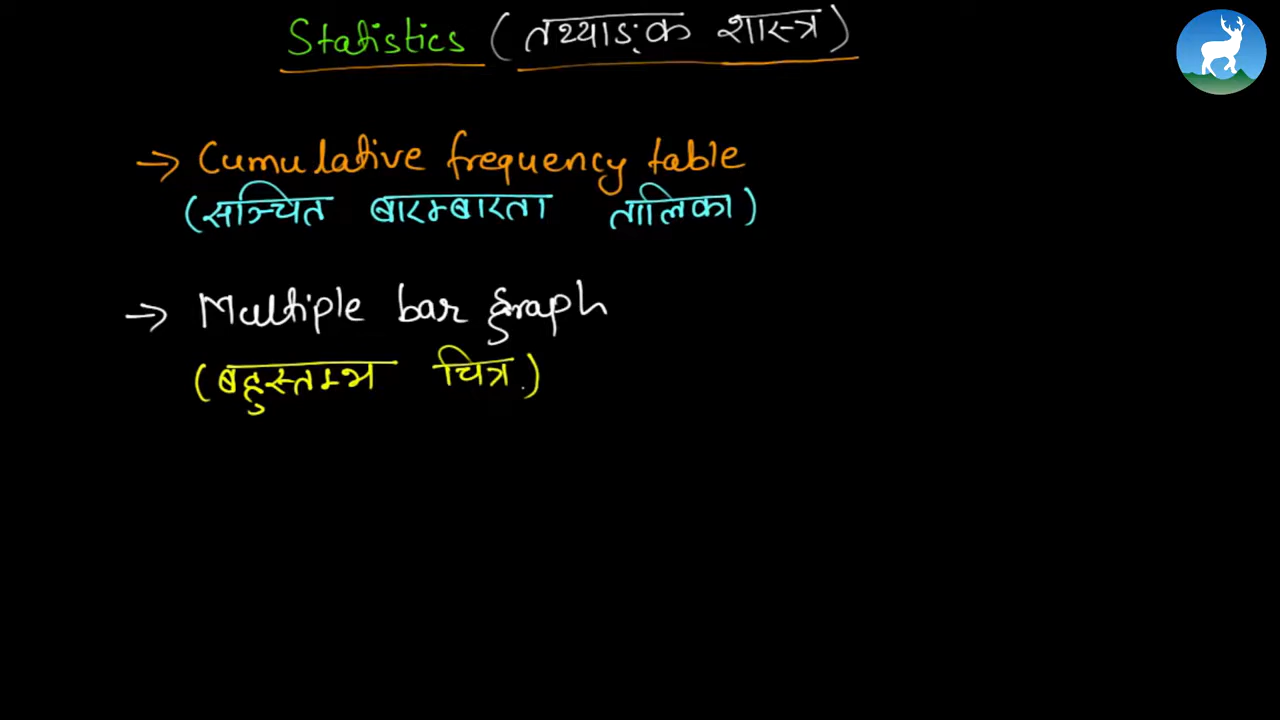 Statistics (तथ्याङ्क शास्त्र)
→ Cumulative frequency table
(सञ्चित बारम्बारता तालिका)
→ Multiple bar graph
(बहुस्तम्भ चित्र)